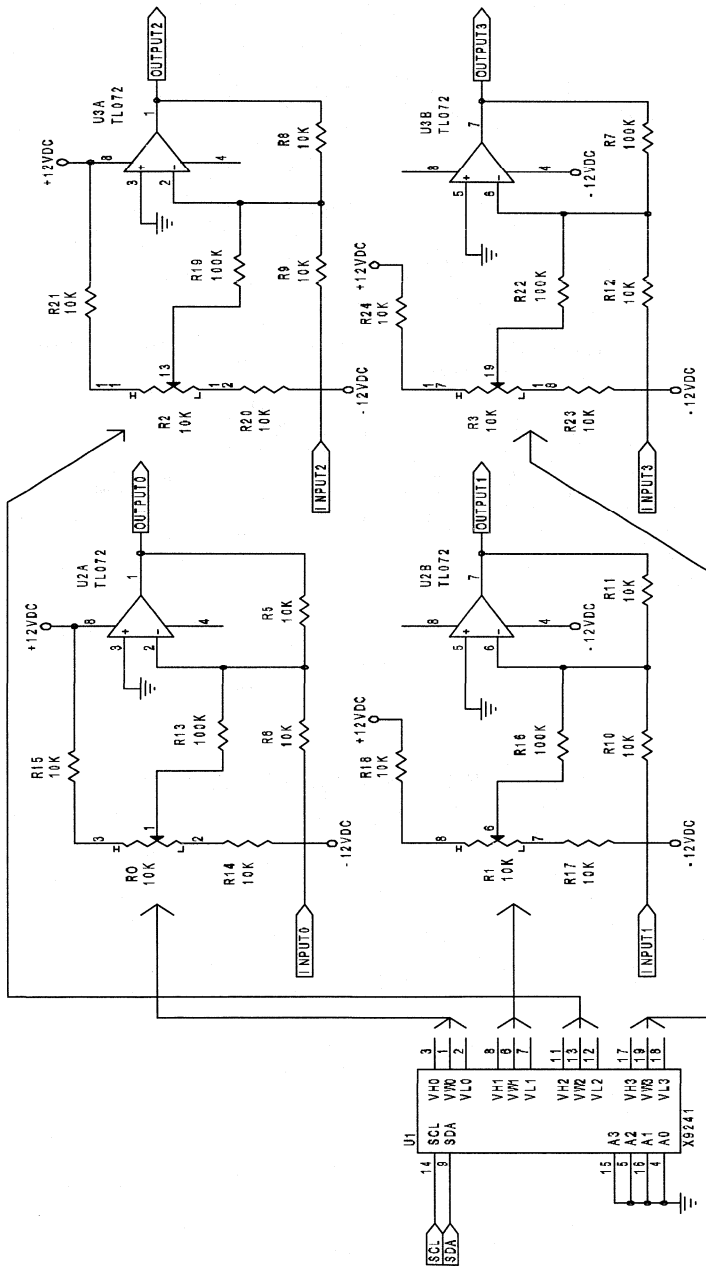 U1
14 SCL
9 SDA
SCL
SDA
VH0 3
VW0 1
VL0 2
VH1 8
VW1 6
VL1 7
VH2 11
VW2 13
VL2 12
VH3 17
VW3 19
VL3 18
15 A3
5 A2
16 A1
4 A0
X9241
+12VDC
R15
10K
U2A
TL072
8
3 +
2 -
1
4
OUTPUT0
3
H
R0
10K
1
L
2
R13
100K
R14
10K
R6
10K
R5
10K
-12VDC
INPUT0
R18
10K
+12VDC
U2B
TL072
8
5 +
6 -
7
4
-12VDC
OUTPUT1
8
H
R1
10K
6
L
7
R16
100K
R17
10K
R10
10K
R11
10K
-12VDC
INPUT1
+12VDC
R21
10K
U3A
TL072
8
3 +
2 -
1
4
OUTPUT2
11
H
R2
10K
13
L
12
R19
100K
R20
10K
R9
10K
R8
10K
-12VDC
INPUT2
R24
10K
+12VDC
U3B
TL072
8
5 +
6 -
7
4
-12VDC
OUTPUT3
17
H
R3
10K
19
L
18
R22
100K
R23
10K
R12
10K
R7
100K
-12VDC
INPUT3